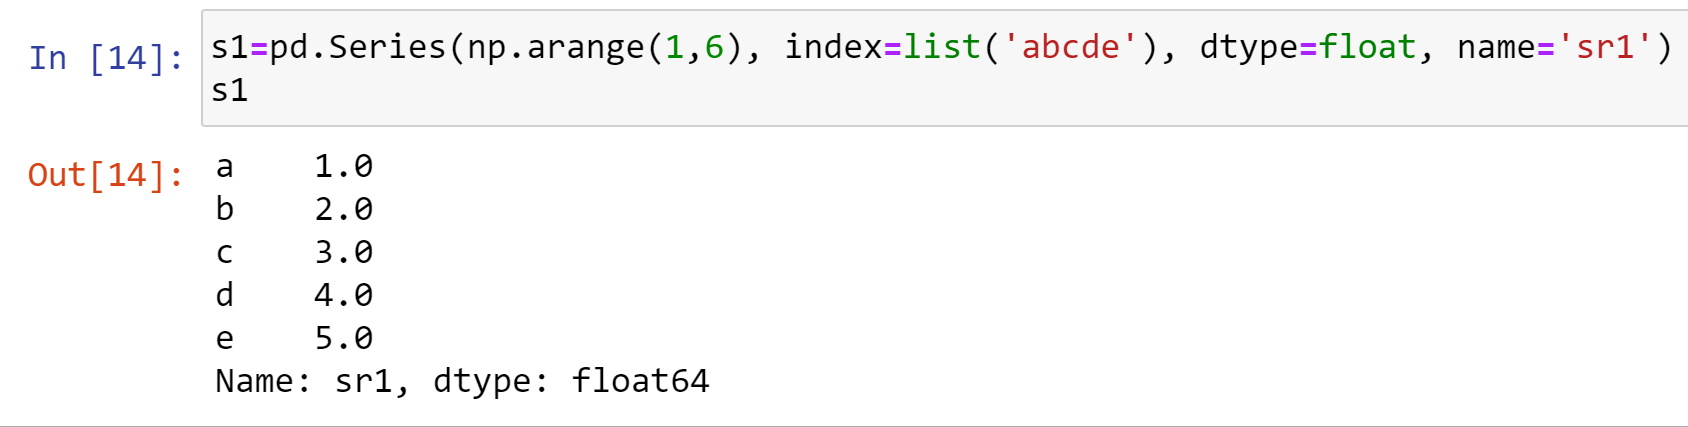 In [14]: s1=pd.Series(np.arange(1,6), index=list('abcde'), dtype=float, name='sr1')
s1
Out[14]: a    1.0
b    2.0
c    3.0
d    4.0
e    5.0
Name: sr1, dtype: float64